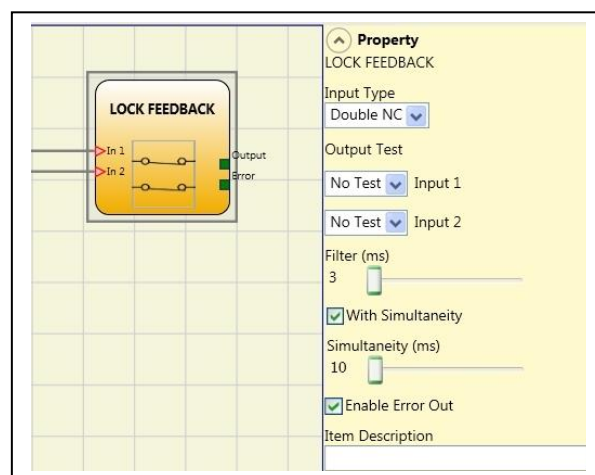 LOCK FEEDBACK
In 1
In 2
Output
Error
Property
LOCK FEEDBACK
Input Type
Double NC
Output Test
No Test Input 1
No Test Input 2
Filter (ms)
3
With Simultaneity
Simultaneity (ms)
10
Enable Error Out
Item Description